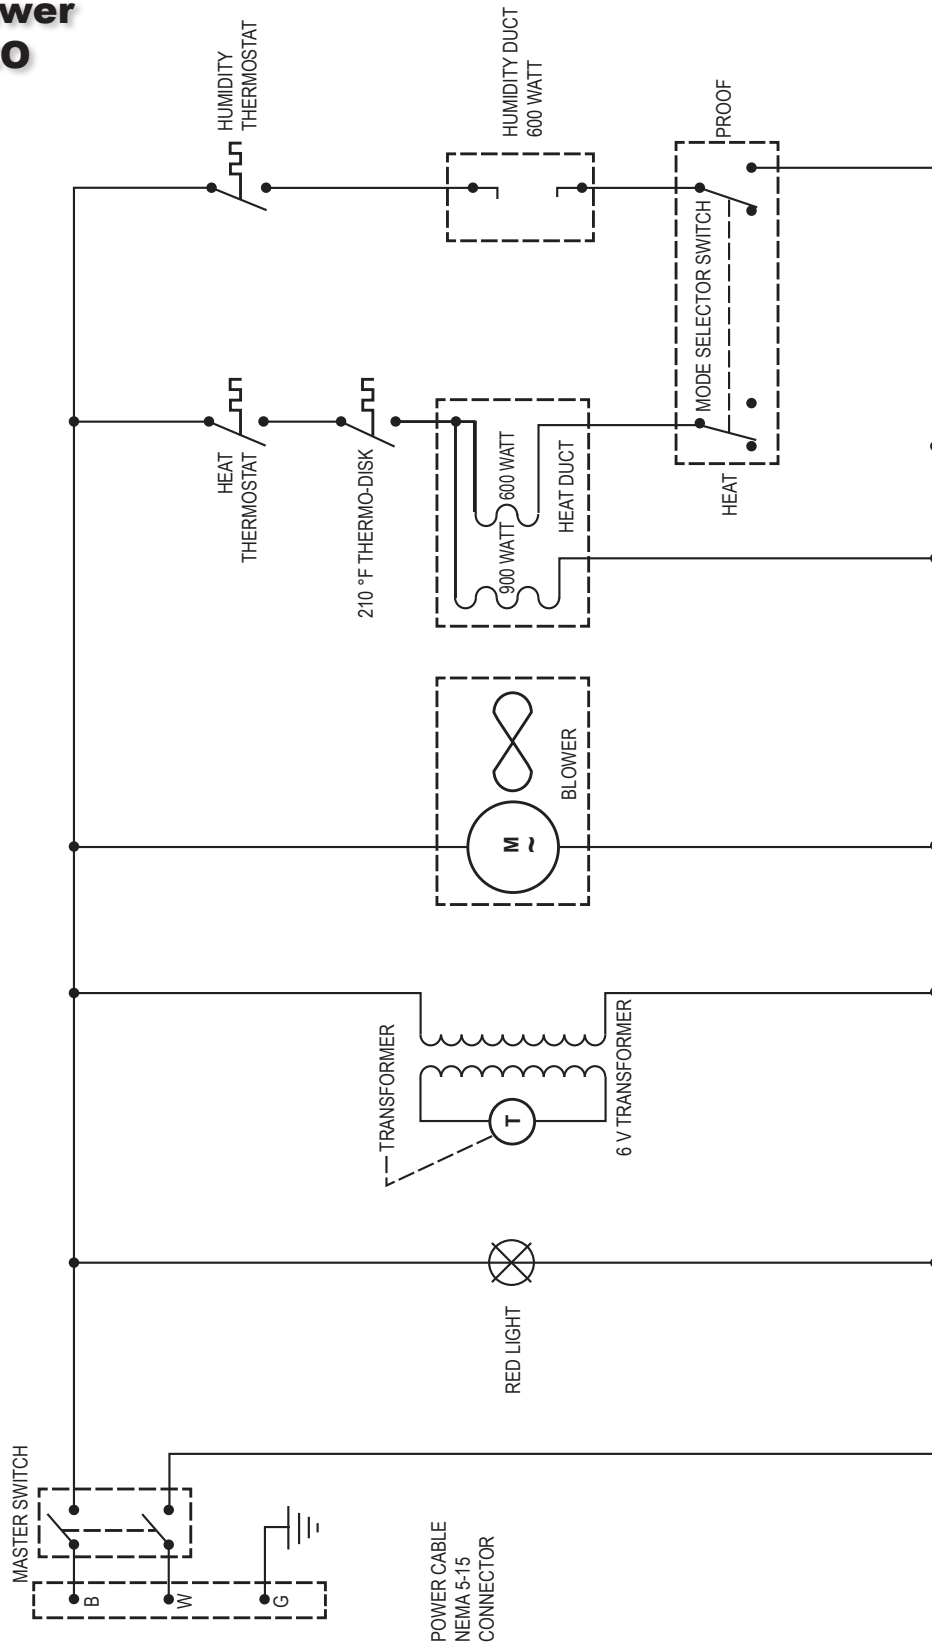 wer
MASTER SWITCH
B
W
G
POWER CABLE
NEMA 5-15
CONNECTOR
RED LIGHT
TRANSFORMER
T
6 V TRANSFORMER
M
~
BLOWER
HEAT
THERMOSTAT
210 °F THERMO-DISK
900 WATT
600 WATT
HEAT DUCT
HEAT
MODE SELECTOR SWITCH
PROOF
HUMIDITY
THERMOSTAT
HUMIDITY DUCT
600 WATT